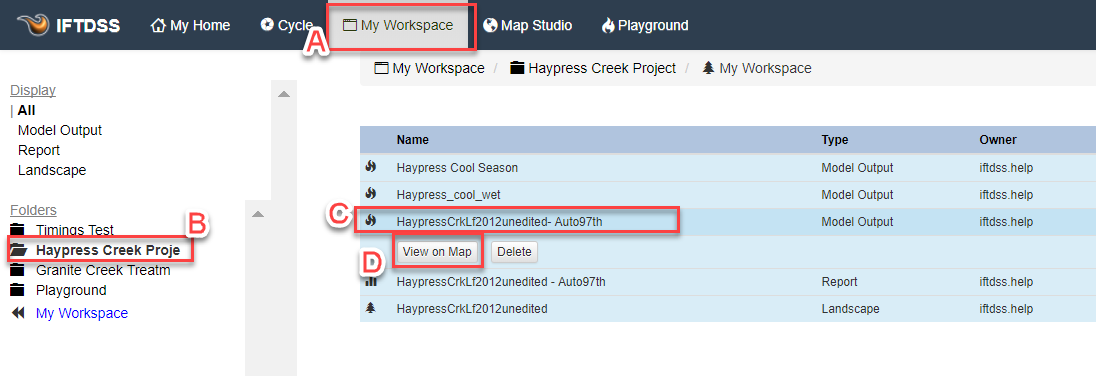 IFTDSS My Home Cycle My Workspace Map Studio Playground
A
My Workspace / Haypress Creek Project / My Workspace
Display
All
Model Output
Report
Landscape
Folders
Timings Test
B
Haypress Creek Proje
Granite Creek Treatm
Playground
My Workspace
Name Type Owner
Haypress Cool Season Model Output iftdss.help
Haypress_cool_wet Model Output iftdss.help
C
HaypressCrkLf2012unedited- Auto97th Model Output iftdss.help
D
View on Map Delete
HaypressCrkLf2012unedited - Auto97th Report iftdss.help
HaypressCrkLf2012unedited Landscape iftdss.help